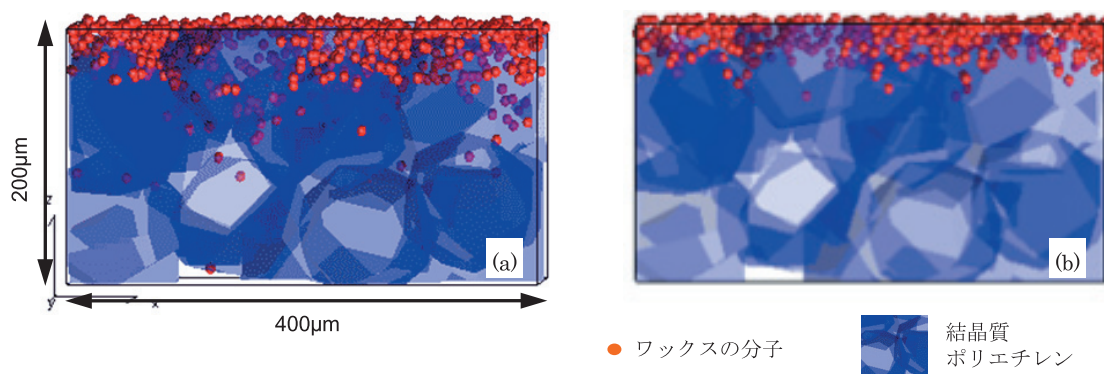 200μm
z
y
x
(a)
400μm
(b)
ワックスの分子
結晶質
ポリエチレン